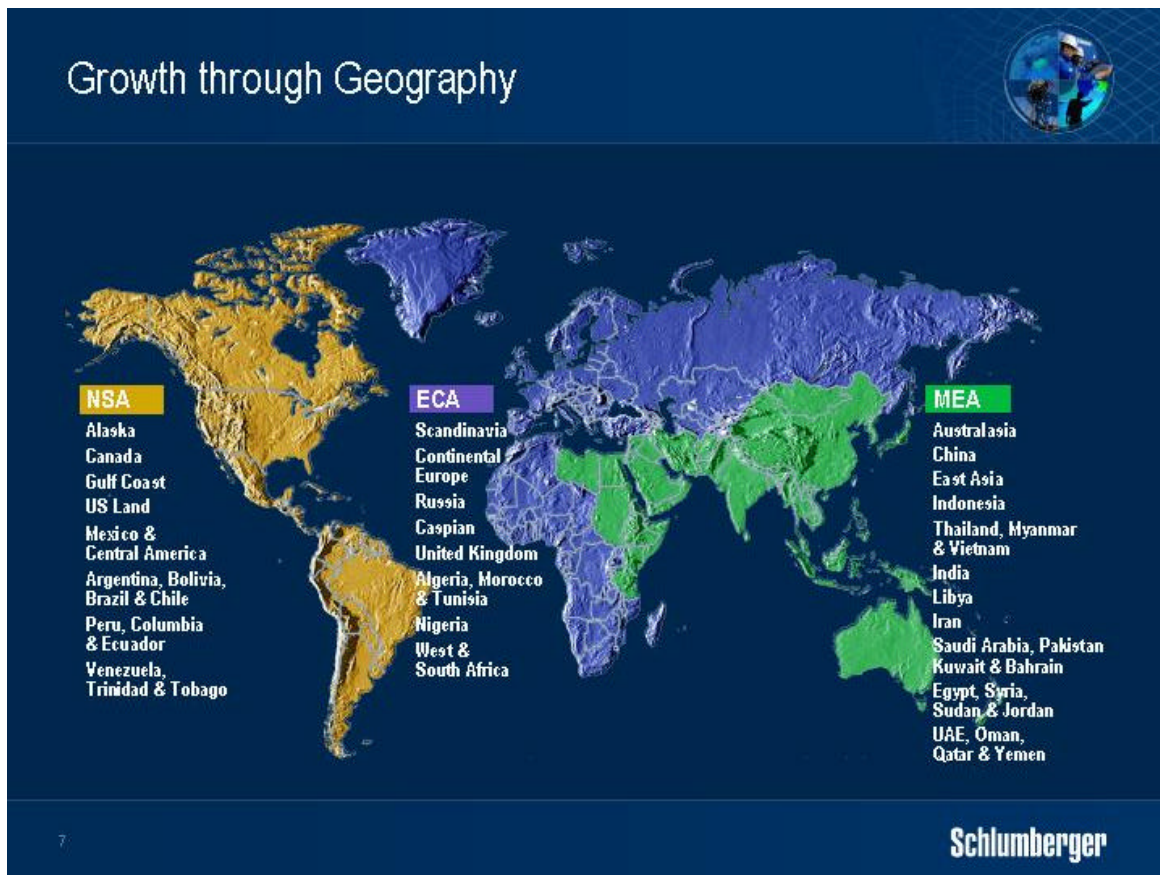 Growth through Geography
NSA
Alaska
Canada
Gulf Coast
US Land
Mexico &
Central America
Argentina, Bolivia,
Brazil & Chile
Peru, Columbia
& Ecuador
Venezuela,
Trinidad & Tobago
ECA
Scandinavia
Continental
Europe
Russia
Caspian
United Kingdom
Algeria, Morocco
& Tunisia
Nigeria
West &
South Africa
MEA
Australasia
China
East Asia
Indonesia
Thailand, Myanmar
& Vietnam
India
Libya
Iran
Saudi Arabia, Pakistan
Kuwait & Bahrain
Egypt, Syria,
Sudan & Jordan
UAE, Oman,
Qatar & Yemen
7
Schlumberger